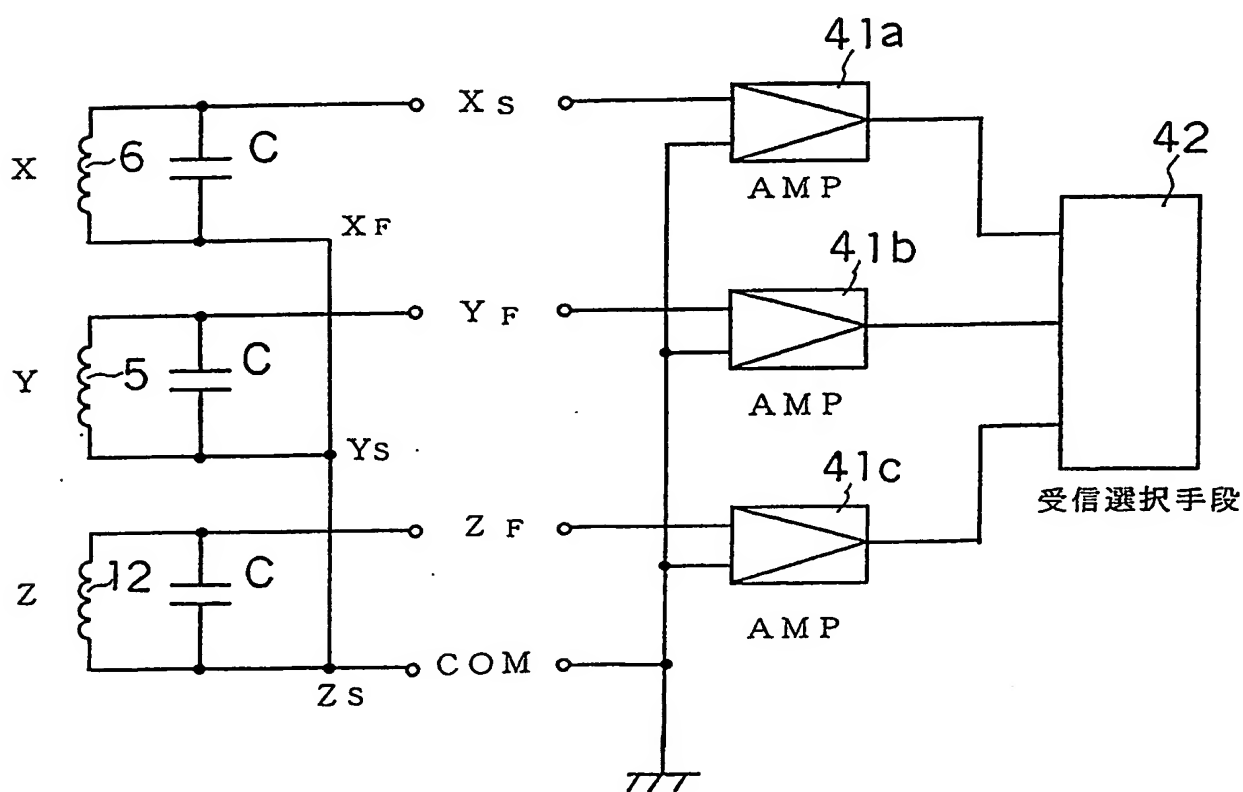 41a
XS
6
C
X
AMP
42
XF
41b
YF
5
C
Y
AMP
YS
41c
受信選択手段
ZF
12
C
Z
AMP
COM
ZS